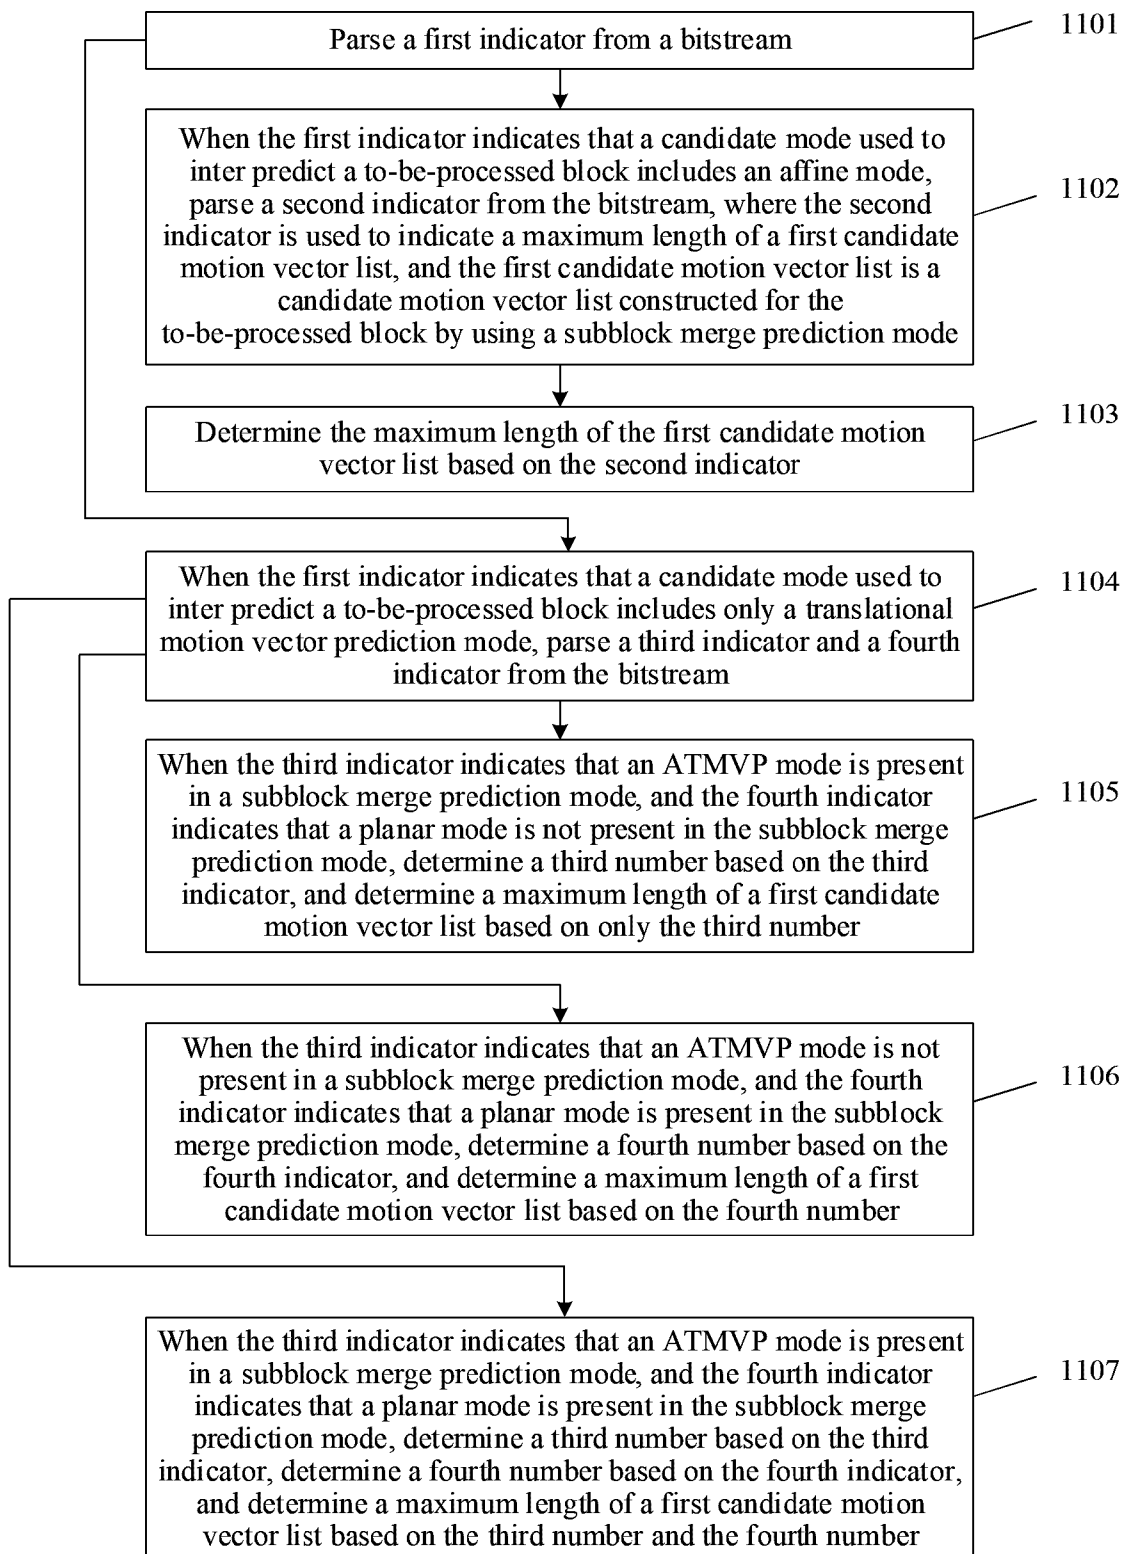 Parse a first indicator from a bitstream
1101
When the first indicator indicates that a candidate mode used to
inter predict a to-be-processed block includes an affine mode,
parse a second indicator from the bitstream, where the second
indicator is used to indicate a maximum length of a first candidate
motion vector list, and the first candidate motion vector list is a
candidate motion vector list constructed for the
to-be-processed block by using a subblock merge prediction mode
1102
Determine the maximum length of the first candidate motion
vector list based on the second indicator
1103
When the first indicator indicates that a candidate mode used to
inter predict a to-be-processed block includes only a translational
motion vector prediction mode, parse a third indicator and a fourth
indicator from the bitstream
1104
When the third indicator indicates that an ATMVP mode is present
in a subblock merge prediction mode, and the fourth indicator
indicates that a planar mode is not present in the subblock merge
prediction mode, determine a third number based on the third
indicator, and determine a maximum length of a first candidate
motion vector list based on only the third number
1105
When the third indicator indicates that an ATMVP mode is not
present in a subblock merge prediction mode, and the fourth
indicator indicates that a planar mode is present in the subblock
merge prediction mode, determine a fourth number based on the
fourth indicator, and determine a maximum length of a first
candidate motion vector list based on the fourth number
1106
When the third indicator indicates that an ATMVP mode is present
in a subblock merge prediction mode, and the fourth indicator
indicates that a planar mode is present in the subblock merge
prediction mode, determine a third number based on the third
indicator, determine a fourth number based on the fourth indicator,
and determine a maximum length of a first candidate motion
vector list based on the third number and the fourth number
1107